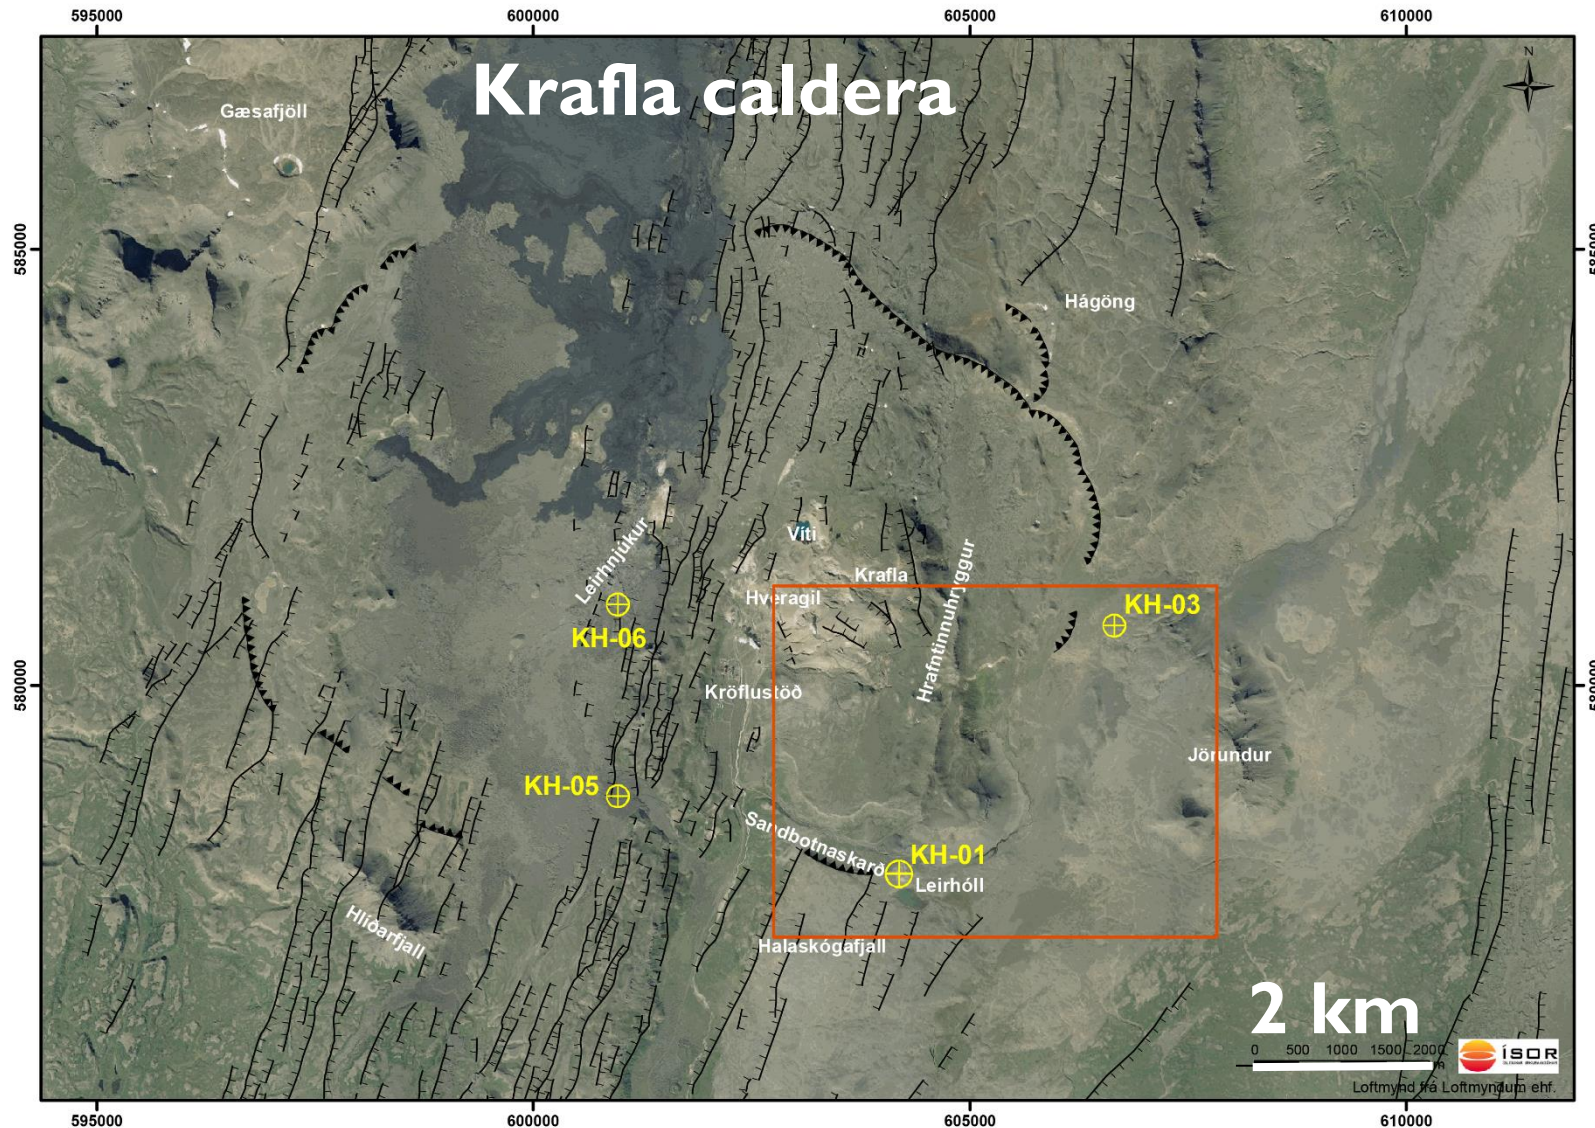 595000
600000
605000
610000
Krafla caldera
N
Gæsafjöll
585000
585000
Hágöng
Víti
Leirhnjúkur
Krafla
Hveragil
KH-03
KH-06
Hrafntinnuhryggur
580000
580000
Kröflustöð
Jörundur
KH-05
Sandbotnaskarð
KH-01
Leirhóll
Hlíðarfjall
Halaskógafjall
2 km
0 500 1000 1500 2000
m
ÍSOR
Loftmynd frá Loftmyndum ehf.
595000
600000
605000
610000